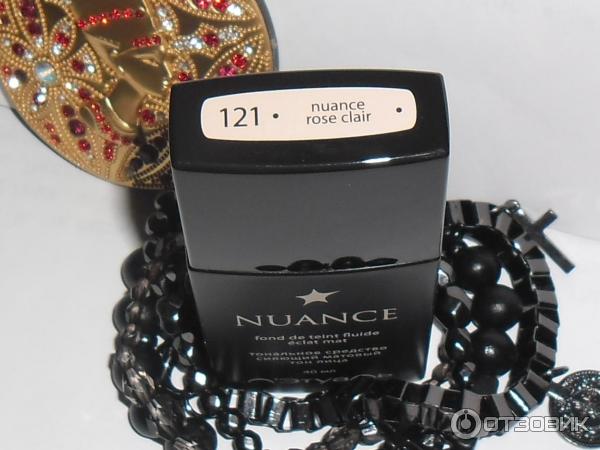 121 • nuance •
rose clair
NUANCE
fond de teint fluide
éclat mat
тональное средство
сияющий матовый
тон лица
40 мл
ОТЗОВИК